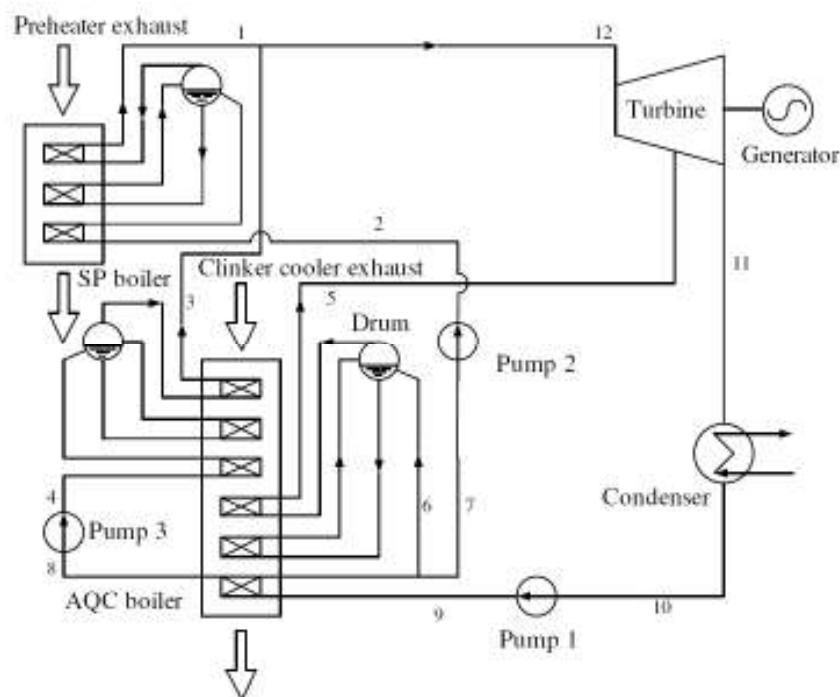 Preheater exhaust
1
12
Turbine
Generator
2
SP boiler
Clinker cooler exhaust
11
3
5
Drum
Pump 2
4
Pump 3
6
7
Condenser
8
AQC boiler
9
Pump 1
10